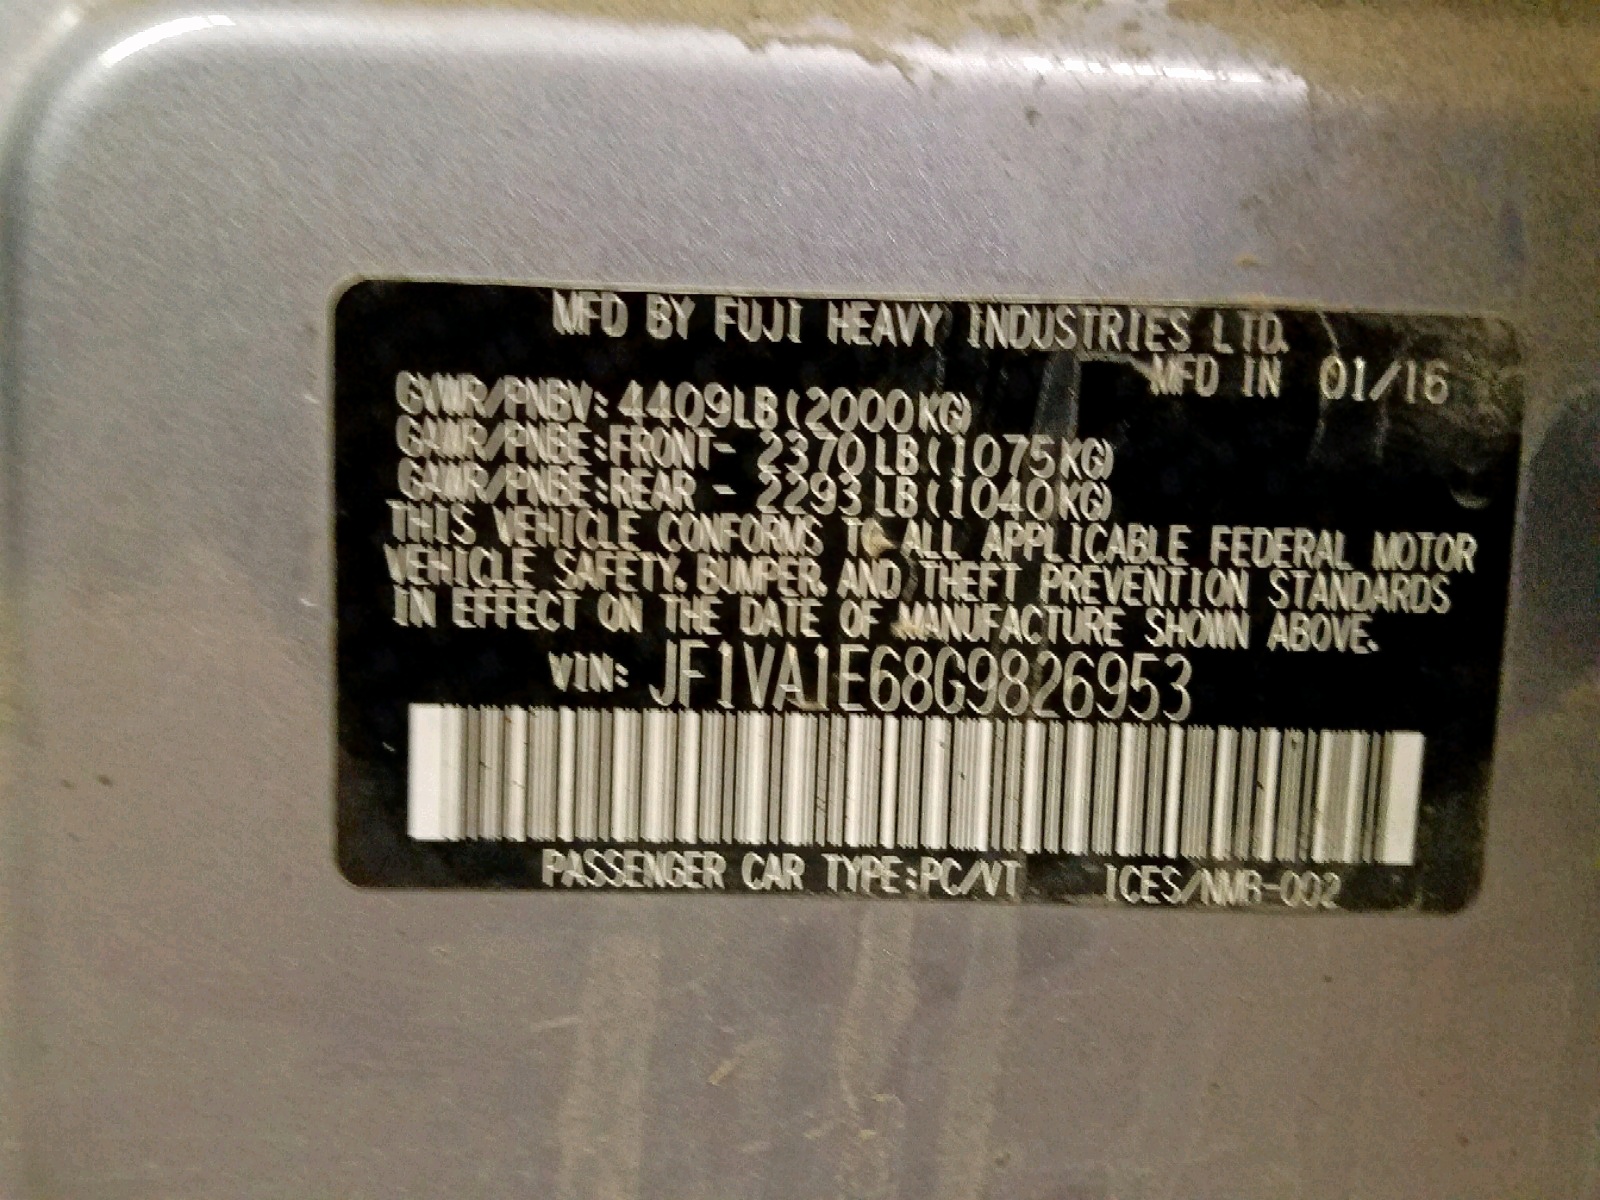 MFD BY FUJI HEAVY INDUSTRIES LTD.
MFD IN 01/16
GVWR/PNBV: 4409LB(2000KG)
GAWR/PNBE:FRONT- 2370LB(1075KG)
GAWR/PNBE:REAR - 2293LB(1040KG)
THIS VEHICLE CONFORMS TO ALL APPLICABLE FEDERAL MOTOR
VEHICLE SAFETY, BUMPER, AND THEFT PREVENTION STANDARDS
IN EFFECT ON THE DATE OF MANUFACTURE SHOWN ABOVE.
VIN: JF1VA1E68G9826953
PASSENGER CAR TYPE:PC/VT ICES/NMB-002